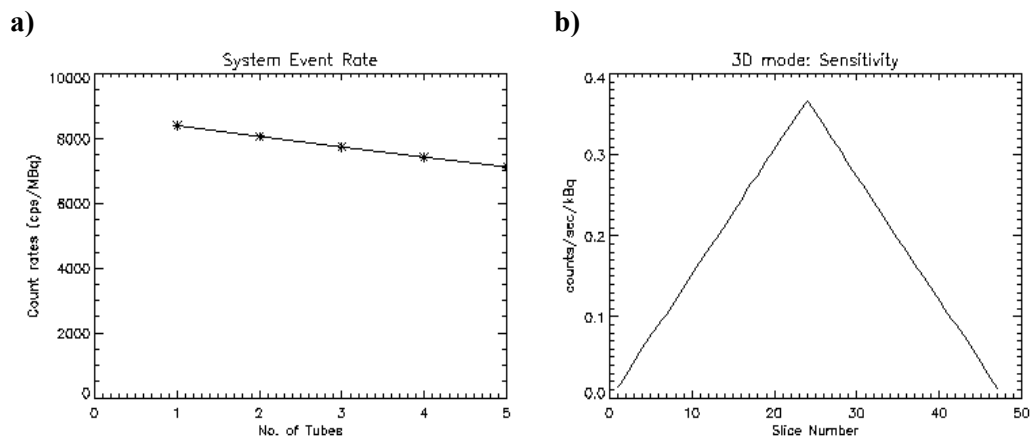 a)
System Event Rate
10000
8000
6000
4000
2000
0
Count rates (cps/MBq)
0 1 2 3 4 5
No. of Tubes
b)
3D mode: Sensitivity
0.4
0.3
0.2
0.1
0.0
counts/sec/kBq
0 10 20 30 40 50
Slice Number